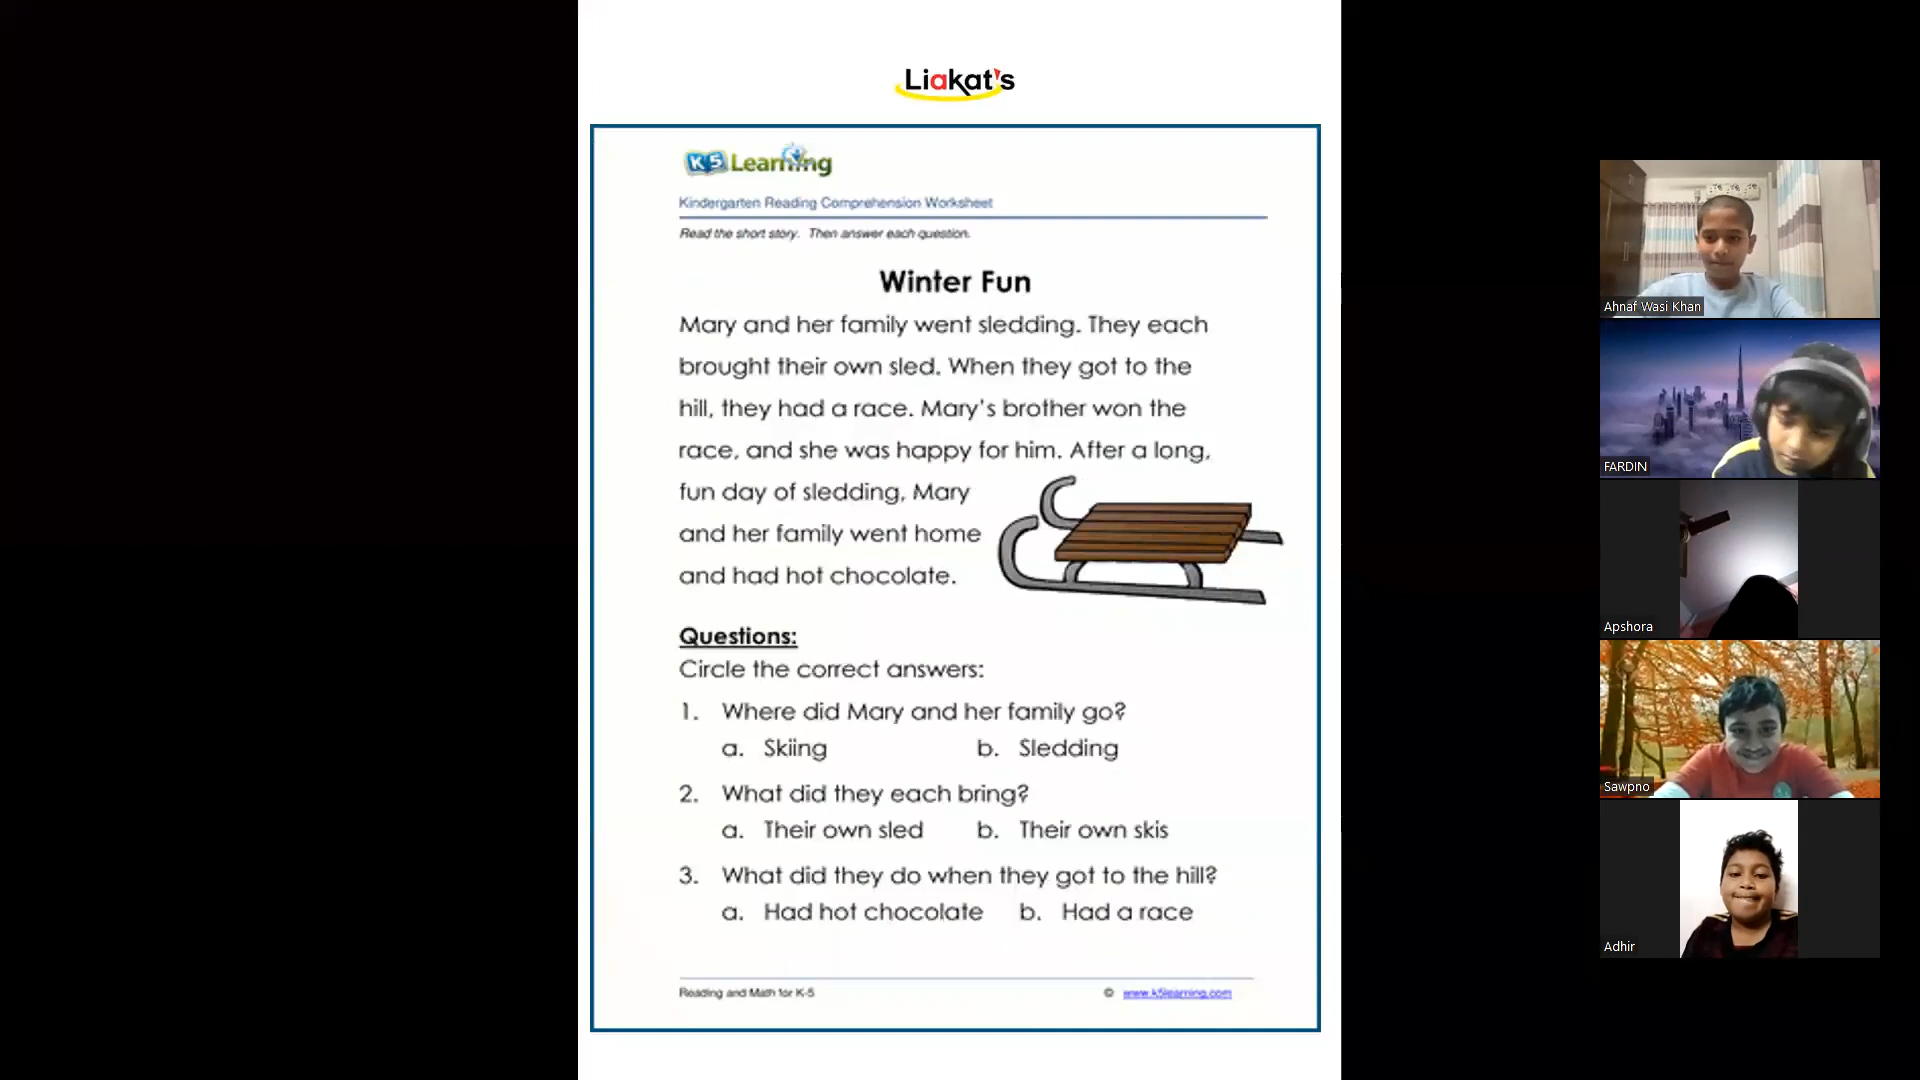 Liakat's
K5 Learning
Kindergarten Reading Comprehension Worksheet
Read the short story. Then answer each question.
Winter Fun
Mary and her family went sledding. They each
brought their own sled. When they got to the
hill, they had a race. Mary's brother won the
race, and she was happy for him. After a long,
fun day of sledding, Mary
and her family went home
and had hot chocolate.
Questions:
Circle the correct answers:
1. Where did Mary and her family go?
a. Skiing b. Sledding
2. What did they each bring?
a. Their own sled b. Their own skis
3. What did they do when they got to the hill?
a. Had hot chocolate b. Had a race
Reading and Math for K-5 © www.k5learning.com
Ahnaf Wasi Khan
FARDIN
Apshora
Sawpno
Adhir